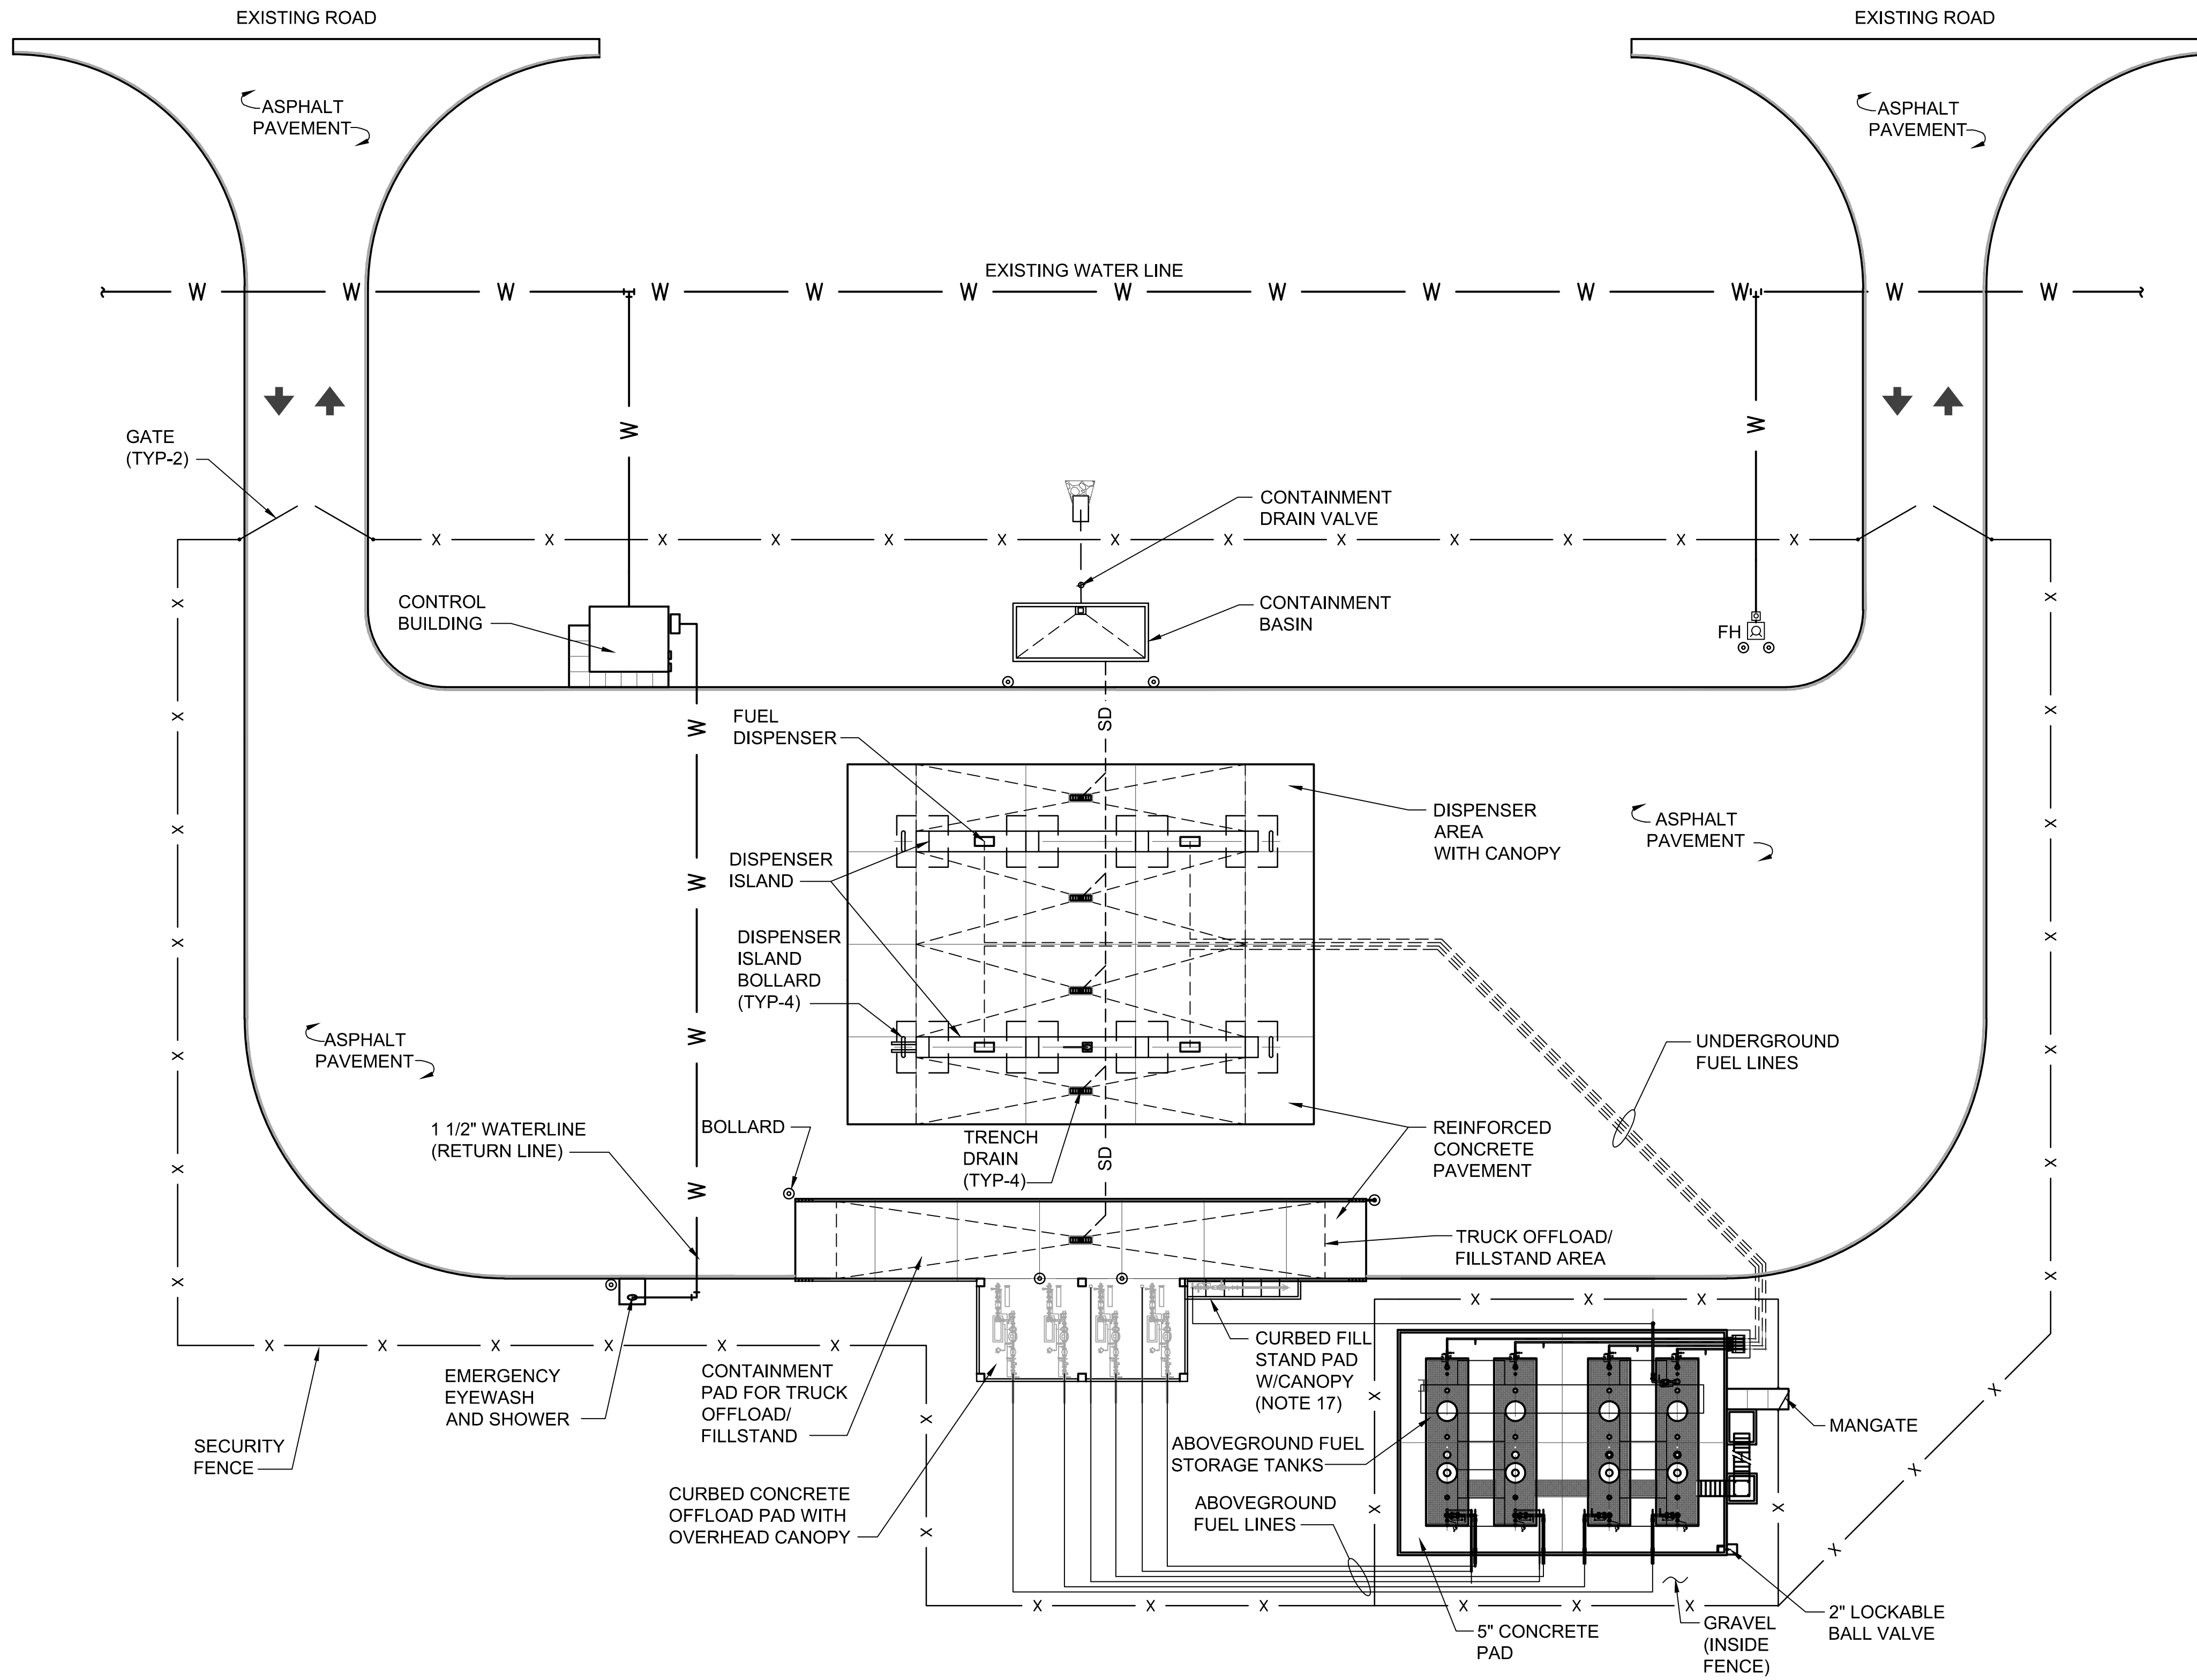 EXISTING ROAD
EXISTING ROAD
ASPHALT
PAVEMENT
ASPHALT
PAVEMENT
EXISTING WATER LINE
W W W W W W W W W W W W W
W
W
GATE
(TYP-2)
CONTAINMENT
DRAIN VALVE
X X X X X X X X X X X X X
CONTROL
BUILDING
CONTAINMENT
BASIN
FH
SD
W
FUEL
DISPENSER
DISPENSER
AREA
WITH CANOPY
ASPHALT
PAVEMENT
DISPENSER
ISLAND
W
DISPENSER
ISLAND
BOLLARD
(TYP-4)
ASPHALT
PAVEMENT
W
UNDERGROUND
FUEL LINES
1 1/2" WATERLINE
(RETURN LINE)
BOLLARD
TRENCH
DRAIN
(TYP-4)
SD
REINFORCED
CONCRETE
PAVEMENT
W
TRUCK OFFLOAD/
FILLSTAND AREA
X X X X X X X
X X X X X X X
X X X
X X X X X X
EMERGENCY
EYEWASH
AND SHOWER
CONTAINMENT
PAD FOR TRUCK
OFFLOAD/
FILLSTAND
CURBED FILL
STAND PAD
W/CANOPY
(NOTE 17)
X X
X X
X
X X X
MANGATE
SECURITY
FENCE
ABOVEGROUND FUEL
STORAGE TANKS
CURBED CONCRETE
OFFLOAD PAD WITH
OVERHEAD CANOPY
ABOVEGROUND
FUEL LINES
X X X X X X
5" CONCRETE
PAD
GRAVEL
(INSIDE
FENCE)
2" LOCKABLE
BALL VALVE